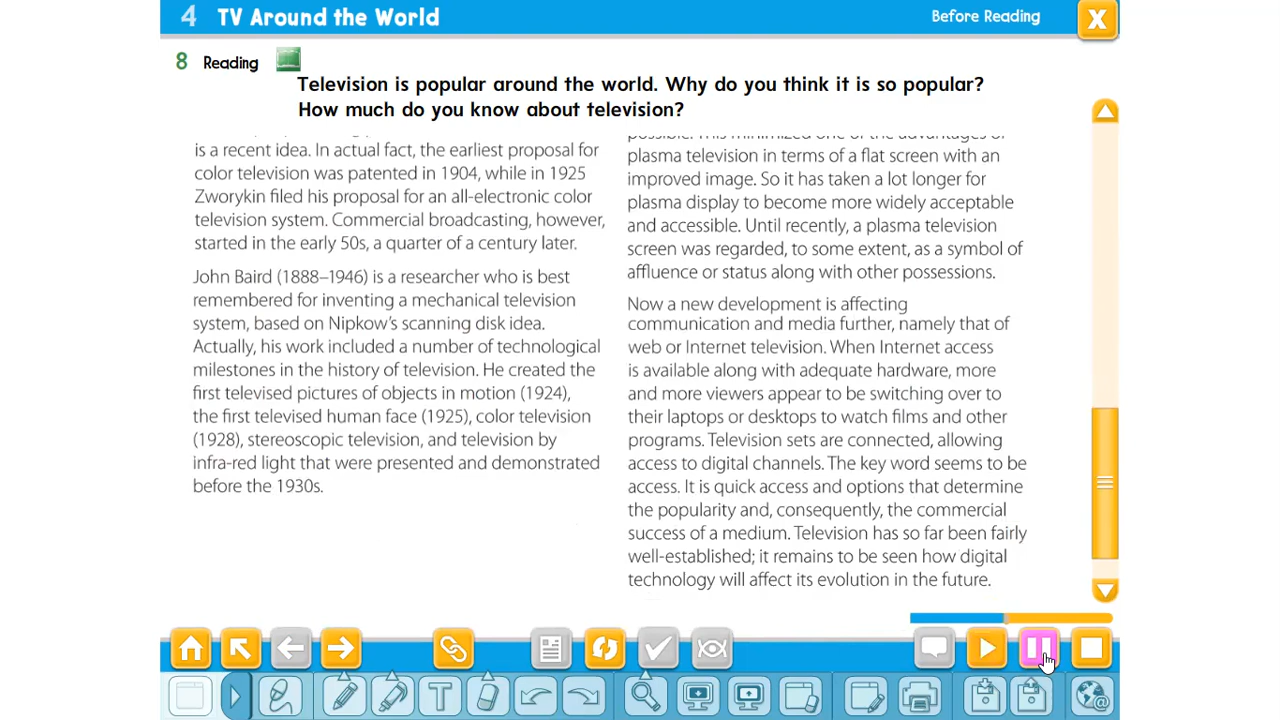 4 TV Around the World
Before Reading
X
8 Reading
Television is popular around the world. Why do you think it is so popular?
How much do you know about television?
is a recent idea. In actual fact, the earliest proposal for
color television was patented in 1904, while in 1925
Zworykin filed his proposal for an all-electronic color
television system. Commercial broadcasting, however,
started in the early 50s, a quarter of a century later.
John Baird (1888–1946) is a researcher who is best
remembered for inventing a mechanical television
system, based on Nipkow's scanning disk idea.
Actually, his work included a number of technological
milestones in the history of television. He created the
first televised pictures of objects in motion (1924),
the first televised human face (1925), color television
(1928), stereoscopic television, and television by
infra-red light that were presented and demonstrated
before the 1930s.
possible. This minimized one of the advantages of
plasma television in terms of a flat screen with an
improved image. So it has taken a lot longer for
plasma display to become more widely acceptable
and accessible. Until recently, a plasma television
screen was regarded, to some extent, as a symbol of
affluence or status along with other possessions.
Now a new development is affecting
communication and media further, namely that of
web or Internet television. When Internet access
is available along with adequate hardware, more
and more viewers appear to be switching over to
their laptops or desktops to watch films and other
programs. Television sets are connected, allowing
access to digital channels. The key word seems to be
access. It is quick access and options that determine
the popularity and, consequently, the commercial
success of a medium. Television has so far been fairly
well-established; it remains to be seen how digital
technology will affect its evolution in the future.
T